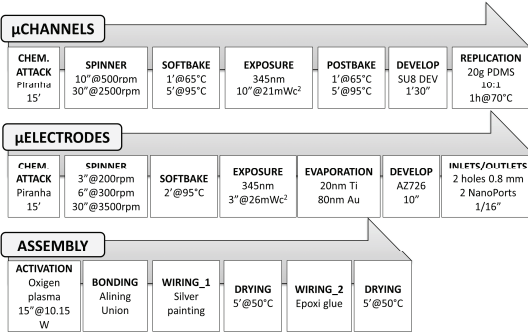 µCHANNELS
CHEM.
ATTACK
Piranha
15’
SPINNER
10’’@500rpm
30’’@2500rpm
SOFTBAKE
1’@65°C
5’@95°C
EXPOSURE
345nm
10’’@21mWc²
POSTBAKE
1’@65°C
5’@95°C
DEVELOP
SU8 DEV
1’30’’
REPLICATION
20g PDMS
10:1
1h@70°C
µELECTRODES
CHEM.
ATTACK
Piranha
15’
SPINNER
3’’@200rpm
6’’@300rpm
30’’@3500rpm
SOFTBAKE
2’@95°C
EXPOSURE
345nm
3’’@26mWc²
EVAPORATION
20nm Ti
80nm Au
DEVELOP
AZ726
10’’
INLETS/OUTLETS
2 holes 0.8 mm
2 NanoPorts
1/16’’
ASSEMBLY
ACTIVATION
Oxigen
plasma
15’’@10.15
W
BONDING
Alining
Union
WIRING_1
Silver
painting
DRYING
5’@50°C
WIRING_2
Epoxi glue
DRYING
5’@50°C